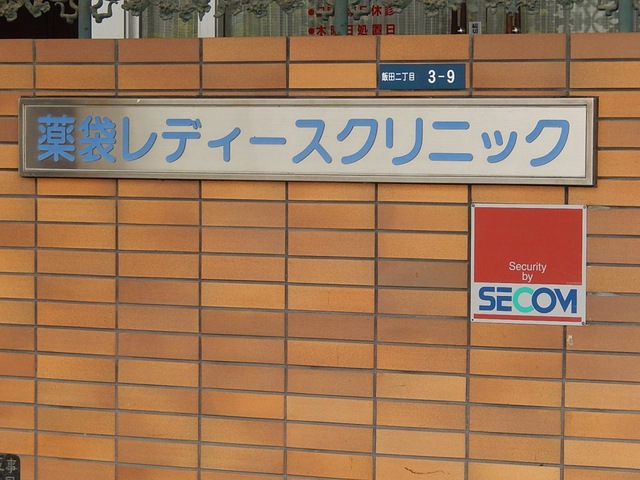 飯田二丁目 3-9
薬袋レディースクリニック
Security
by
SECOM